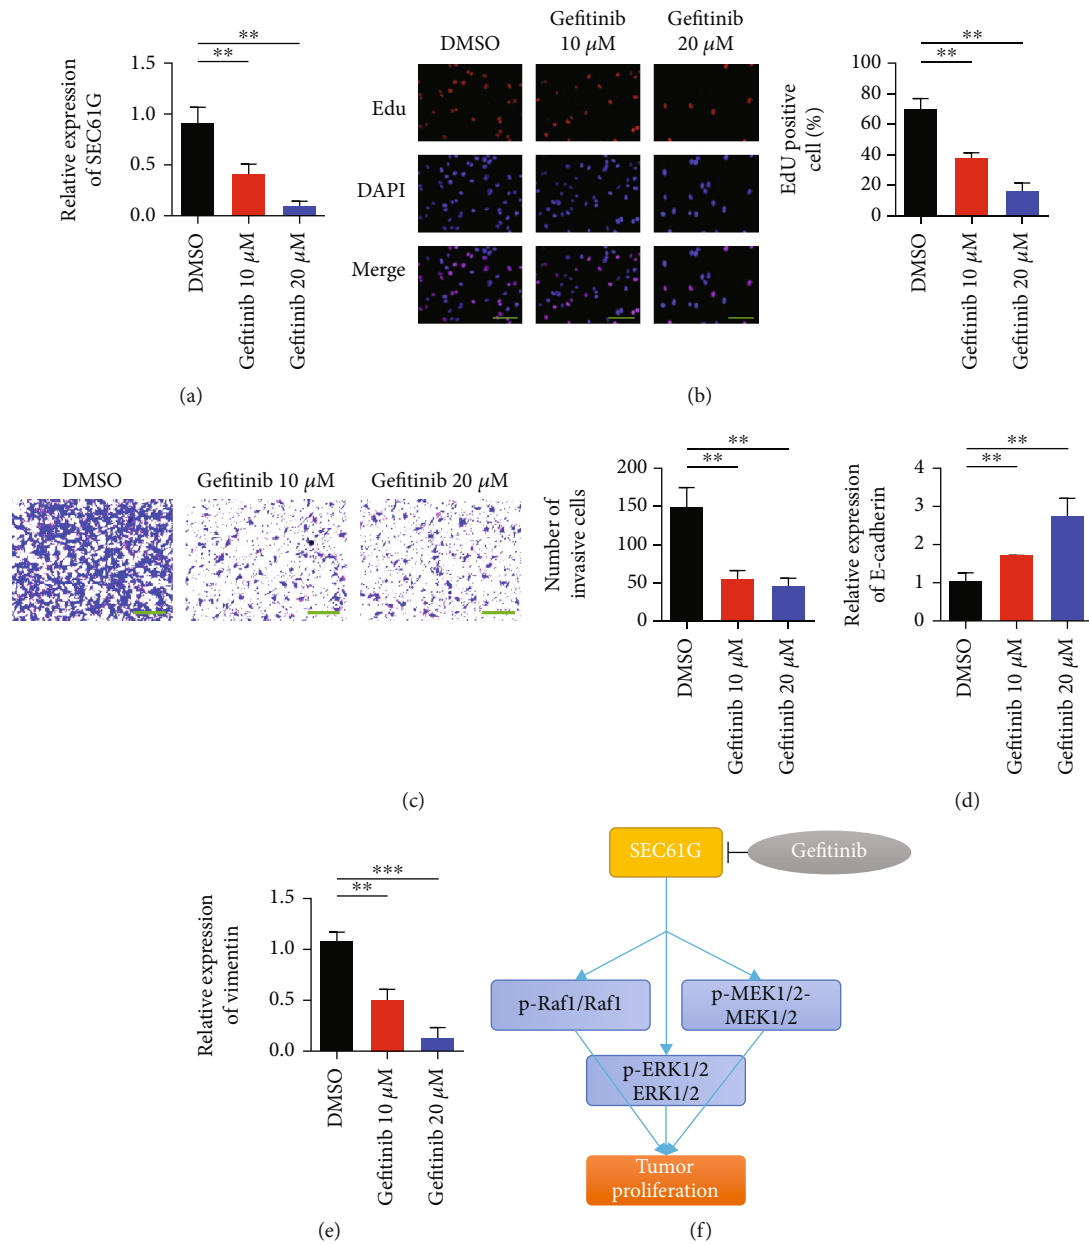 **
**
Relative expression
of SEC61G
1.5
1.0
0.5
0.0
DMSO
Gefitinib 10 μM
Gefitinib 20 μM
(a)
DMSO
Gefitinib
10 μM
Gefitinib
20 μM
Edu
DAPI
Merge
**
**
EdU positive
cell (%)
100
80
60
40
20
0
DMSO
Gefitinib 10 μM
Gefitinib 20 μM
(b)
DMSO
Gefitinib 10 μM
Gefitinib 20 μM
**
**
Number of
invasive cells
200
150
100
50
0
DMSO
Gefitinib 10 μM
Gefitinib 20 μM
(c)
**
**
Relative expression
of E-cadherin
4
3
2
1
0
DMSO
Gefitinib 10 μM
Gefitinib 20 μM
(d)
***
**
Relative expression
of vimentin
1.5
1.0
0.5
0.0
DMSO
Gefitinib 10 μM
Gefitinib 20 μM
(e)
SEC61G
Gefitinib
p-Raf1/Raf1
p-MEK1/2-
MEK1/2
p-ERK1/2
ERK1/2
Tumor
proliferation
(f)